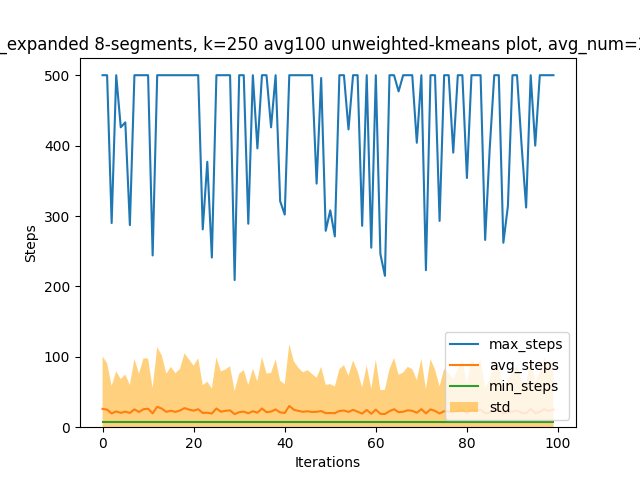 _expanded 8-segments, k=250 avg100 unweighted-kmeans plot, avg_num=
500
400
300
200
100
0
Steps
max_steps
avg_steps
min_steps
std
0 20 40 60 80 100
Iterations